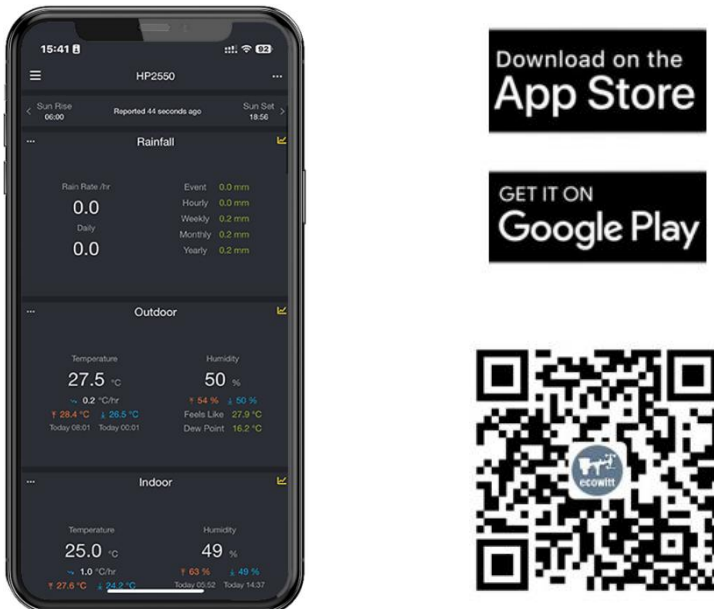 15:41
92
HP2550
Sun Rise
06:00
Reported 44 seconds ago
Sun Set
18:56
Rainfall
Rain Rate /hr
0.0
Daily
0.0
Event 0.0 mm
Hourly 0.0 mm
Weekly 0.2 mm
Monthly 0.2 mm
Yearly 0.2 mm
Outdoor
Temperature
27.5 °C
0.2 °C/hr
28.4 °C 26.5 °C
Today 08:01 Today 00:01
Humidity
50 %
54 % 50 %
Feels Like 27.9 °C
Dew Point 16.2 °C
Indoor
Temperature
25.0 °C
1.0 °C/hr
27.6 °C 24.2 °C
Humidity
49 %
63 % 49 %
Today 05:52 Today 14:37
Download on the
App Store
GET IT ON
Google Play
ecowitt